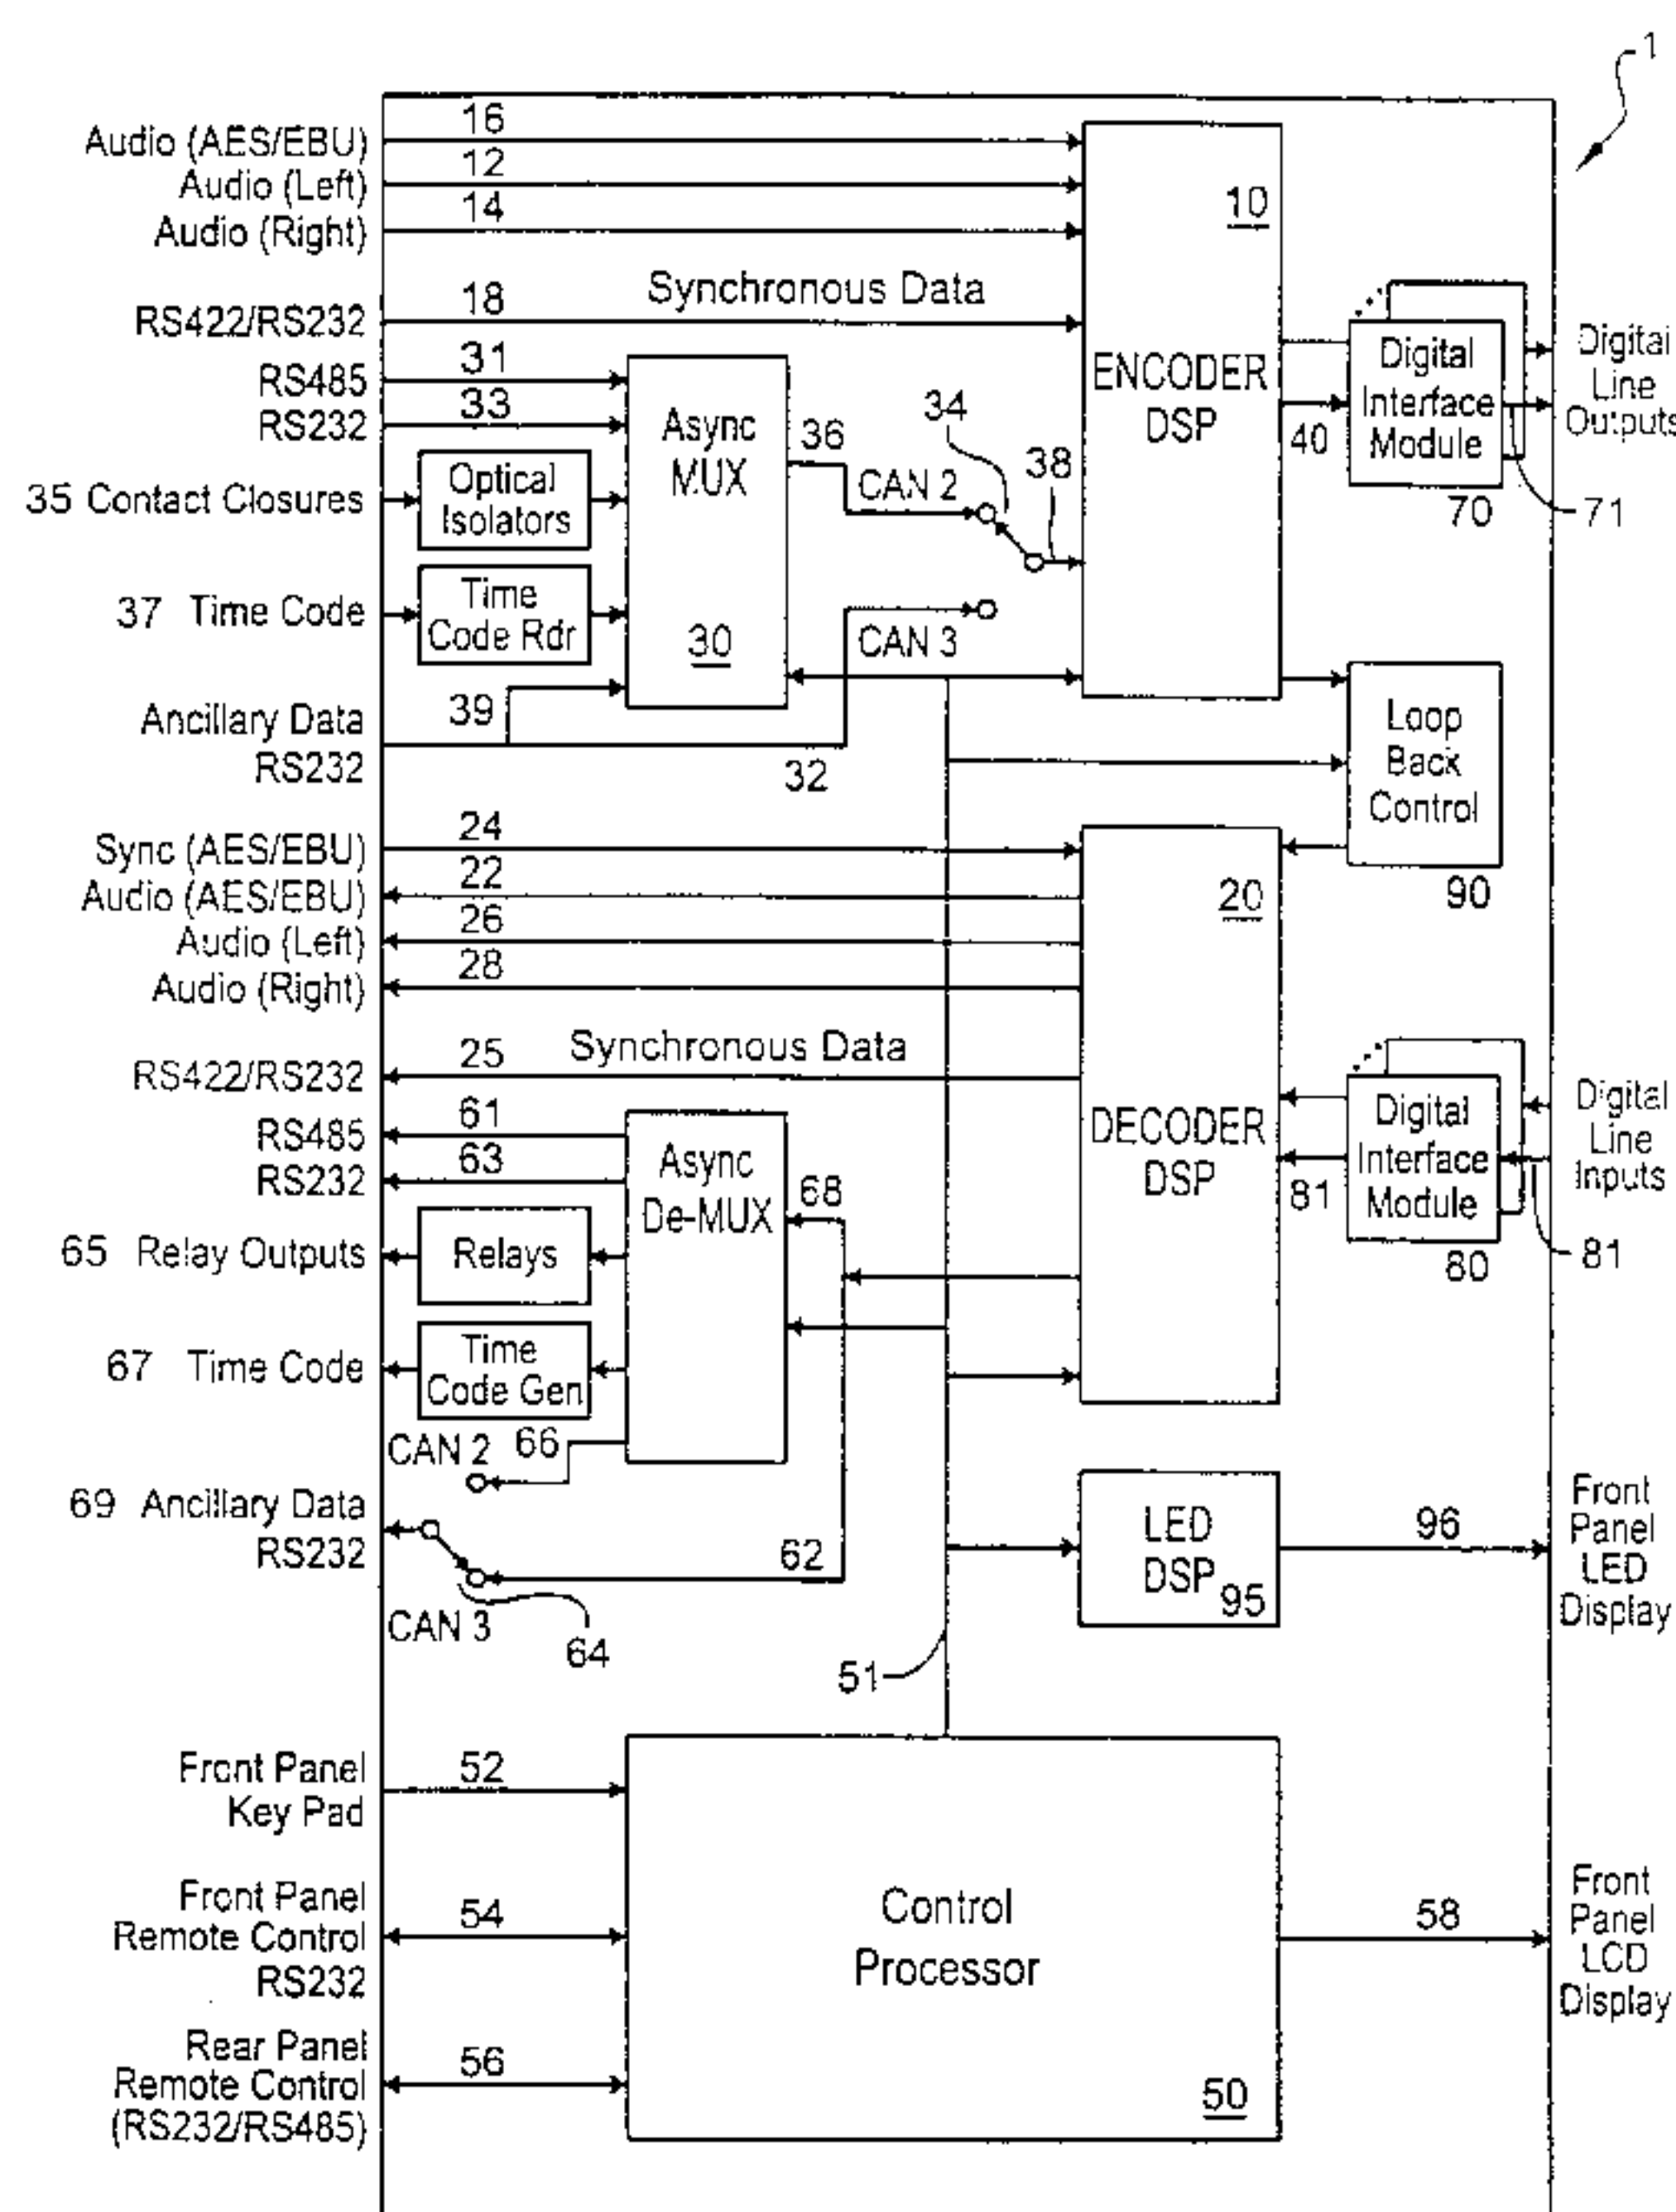 1
16
Audio (AES/EBU)
12
Audio (Left)
14
Audio (Right)
10
Synchronous Data
18
RS422/RS232
31
RS485
33
RS232
Async
MUX
30
36
34
38
CAN 2
CAN 3
ENCODER
DSP
40
Digital
Interface
Module
70
71
Digital
Line
Outputs
35 Contact Closures
Optical
Isolators
37 Time Code
Time
Code Rdr
39
Ancillary Data
RS232
32
Loop
Back
Control
90
24
Sync (AES/EBU)
22
Audio (AES/EBU)
26
Audio (Left)
28
Audio (Right)
20
Synchronous Data
25
RS422/RS232
61
RS485
63
RS232
Async
De-MUX
68
DECODER
DSP
81
Digital
Interface
Module
80
81
Digital
Line
Inputs
65 Relay Outputs
Relays
67 Time Code
Time
Code Gen
CAN 2
66
69 Ancillary Data
RS232
62
CAN 3
64
LED
DSP
95
96
Front
Panel
LED
Display
51
Front Panel
Key Pad
52
Front Panel
Remote Control
RS232
54
Control
Processor
50
58
Front
Panel
LCD
Display
Rear Panel
Remote Control
(RS232/RS485)
56